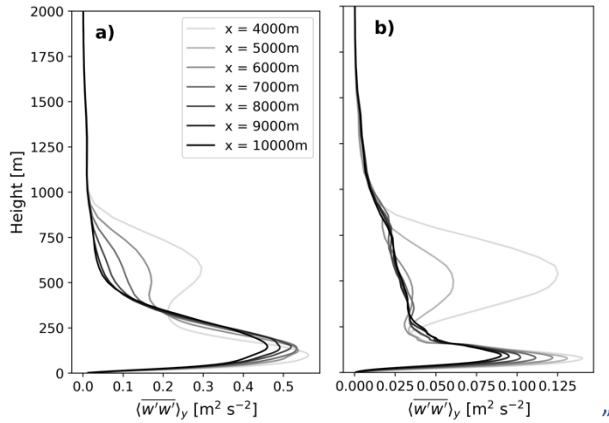 a)
b)
x = 4000m
x = 5000m
x = 6000m
x = 7000m
x = 8000m
x = 9000m
x = 10000m
Height [m]
2000
1750
1500
1250
1000
750
500
250
0
0.0 0.1 0.2 0.3 0.4 0.5
0.000 0.025 0.050 0.075 0.100 0.125
⟨w′w′⟩y [m² s⁻²]
⟨w′w′⟩y [m² s⁻²]
„